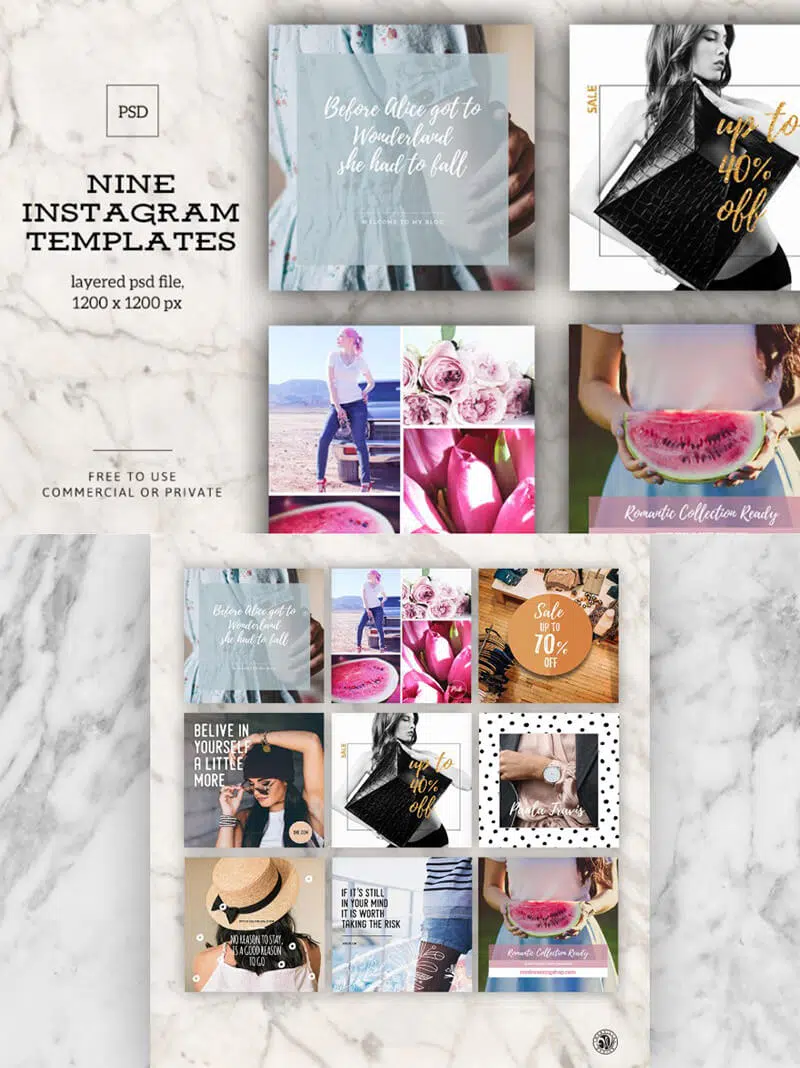 PSD
NINE
INSTAGRAM
TEMPLATES
layered psd file,
1200 x 1200 px
FREE TO USE
COMMERCIAL OR PRIVATE
Before Alice got to
Wonderland
she had to fall
WELCOME TO MY BLOG
SALE
up to
40%
off
Romantic Collection Ready
Before Alice got to
Wonderland
she had to fall
Sale
UP TO
70%
OFF
BELIVE IN
YOURSELF
A LITTLE
MORE
SALE
up to
40%
off
Paula Travis
NO REASON TO STAY,
IS A GOOD REASON
TO GO
IF IT'S STILL
IN YOUR MIND
IT IS WORTH
TAKING THE RISK
Romantic Collection Ready